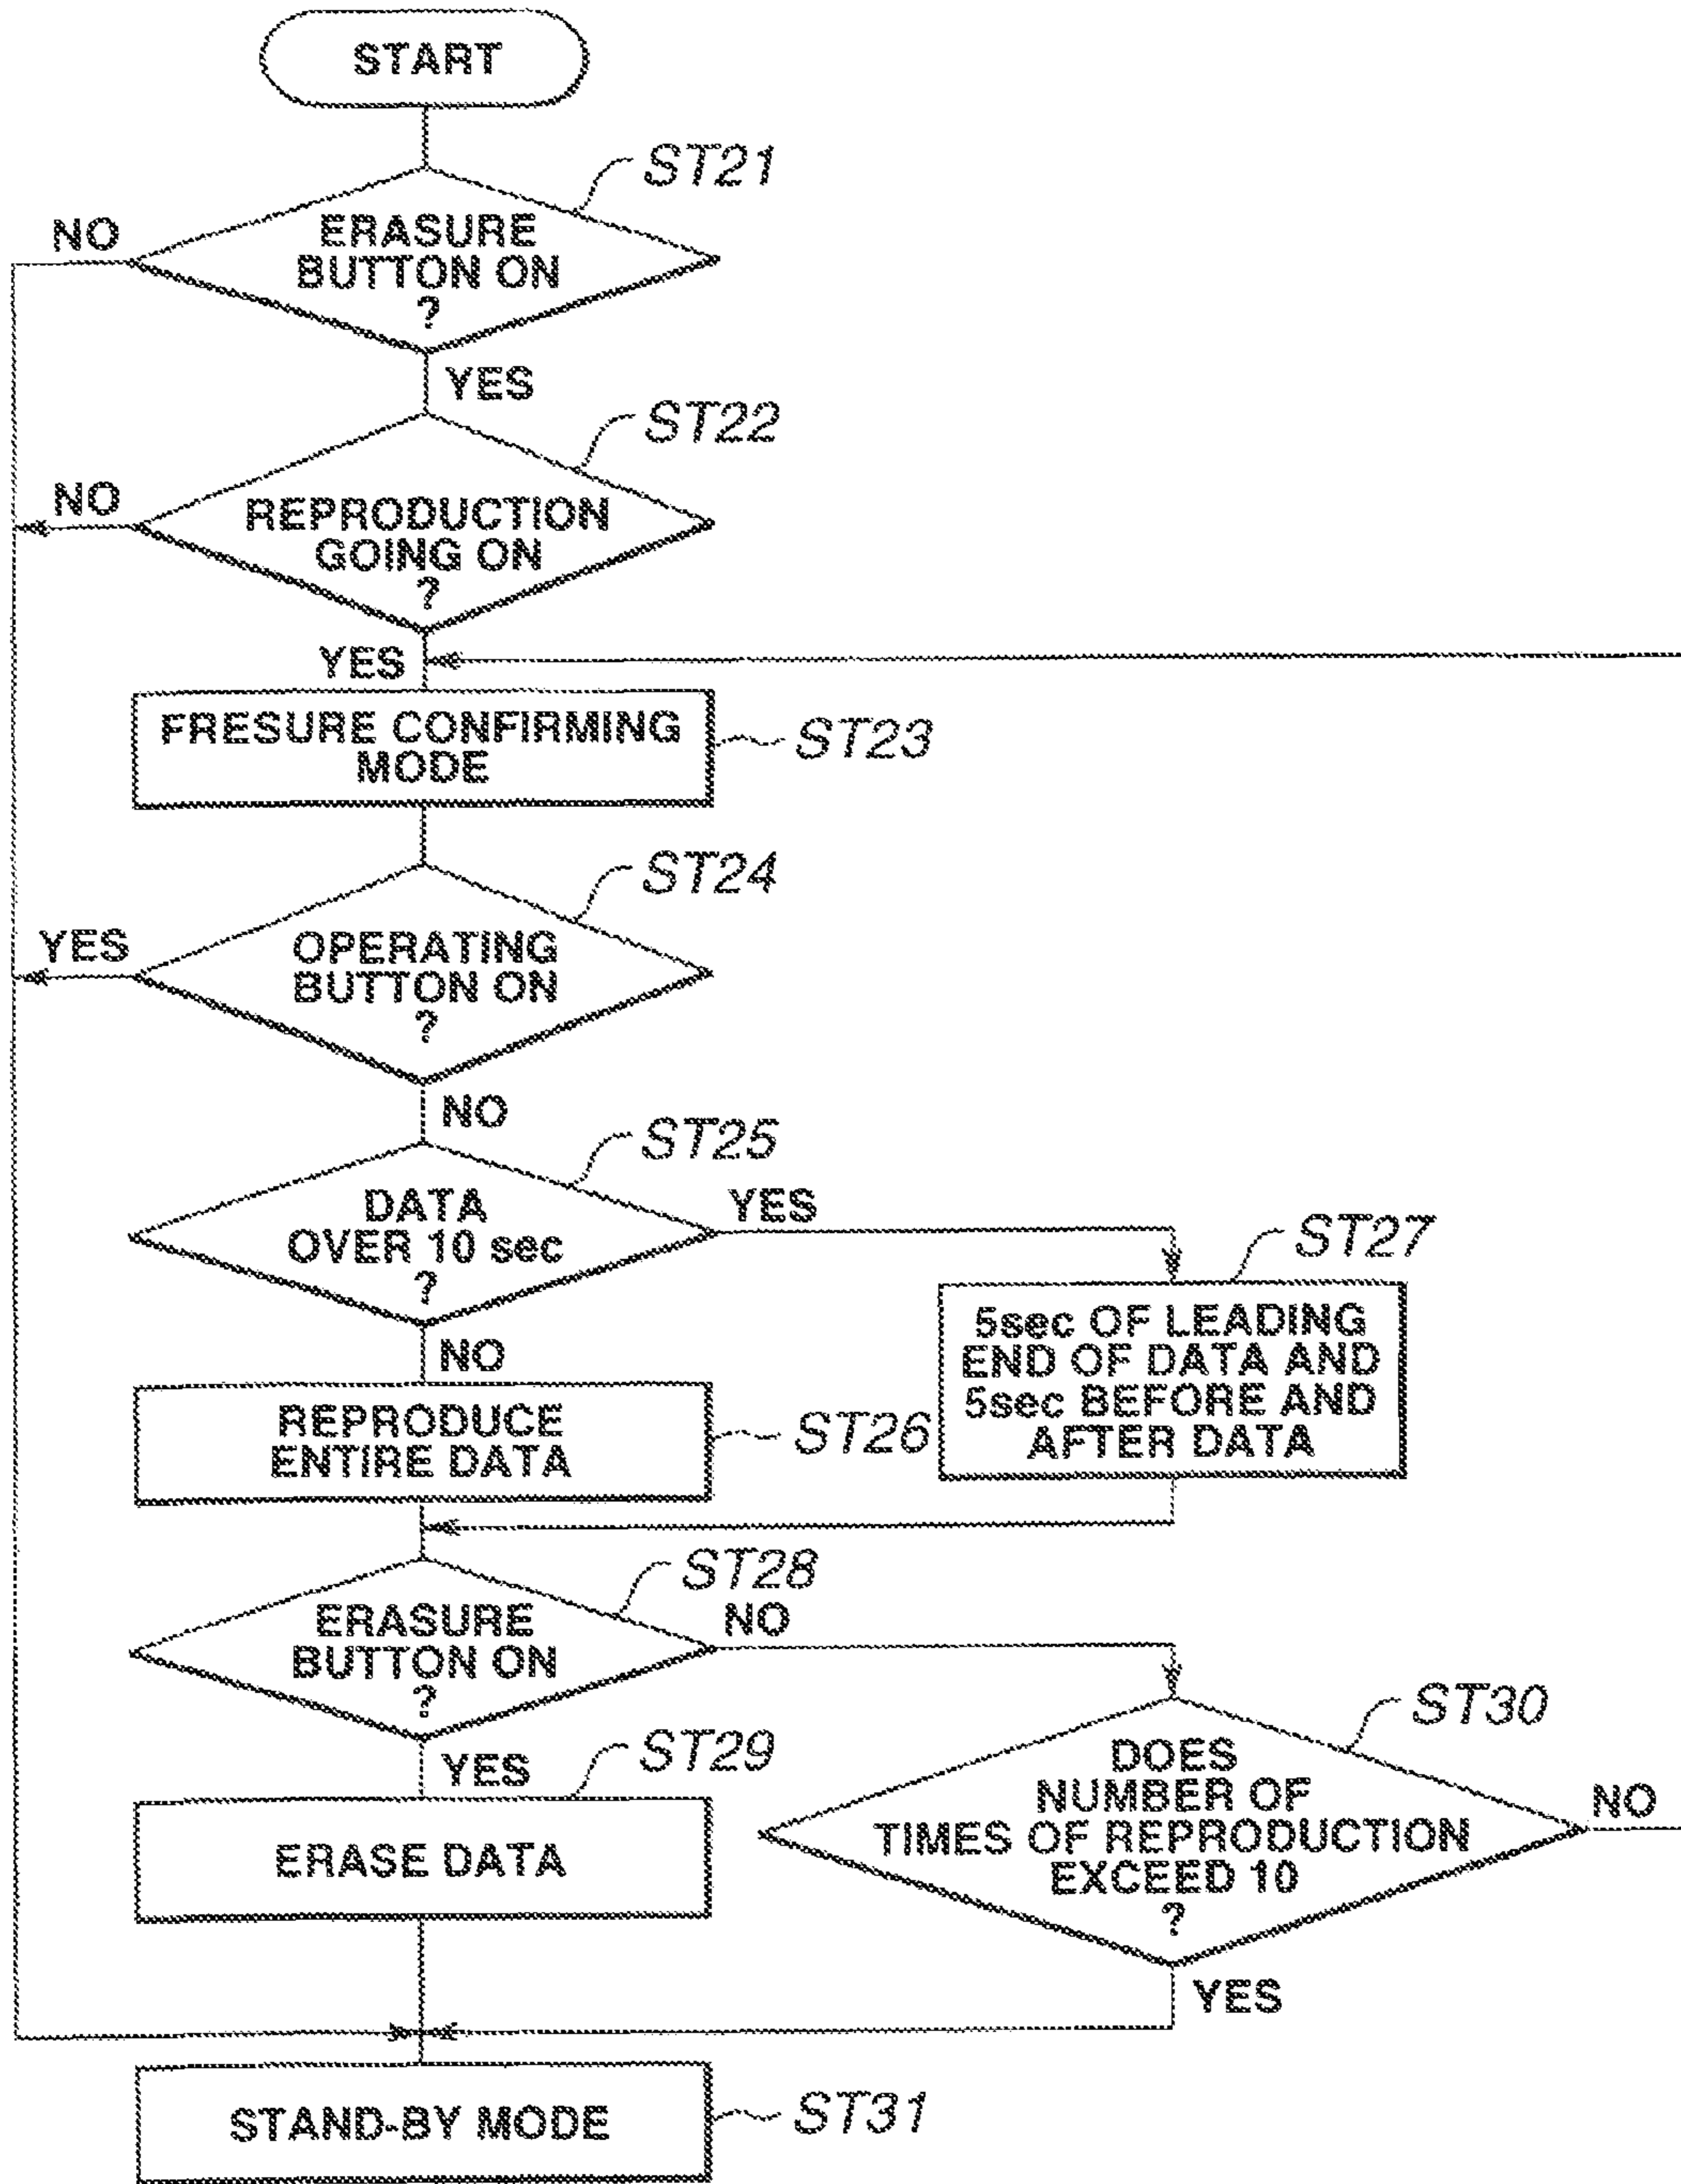 START
ST21
NO
ERASURE
BUTTON ON
?
YES
ST22
NO
REPRODUCTION
GOING ON
?
YES
FRESURE CONFIRMING
MODE
ST23
ST24
YES
OPERATING
BUTTON ON
?
NO
ST25
DATA
OVER 10 sec
?
YES
NO
ST27
5sec OF LEADING
END OF DATA AND
5sec BEFORE AND
AFTER DATA
REPRODUCE
ENTIRE DATA
ST26
ST28
ERASURE
BUTTON ON
?
NO
YES
ST29
ERASE DATA
ST30
DOES
NUMBER OF
TIMES OF REPRODUCTION
EXCEED 10
?
NO
YES
STAND-BY MODE
ST31